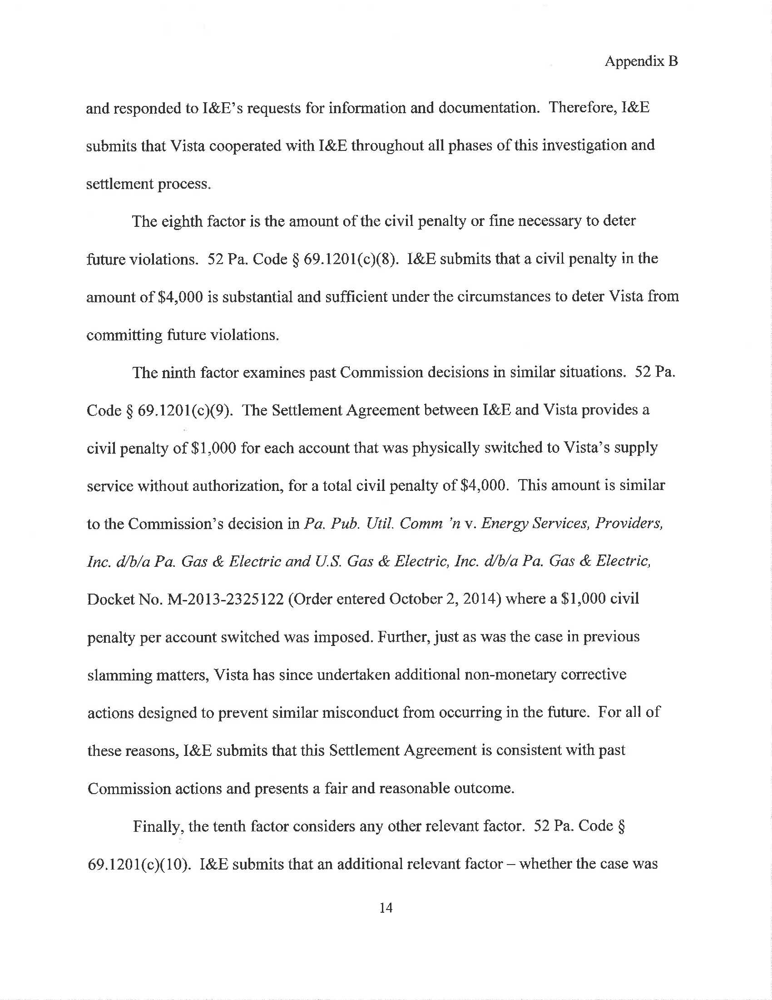 Appendix B
and responded to I&E's requests for information and documentation.  Therefore, I&E
submits that Vista cooperated with I&E throughout all phases of this investigation and
settlement process.
The eighth factor is the amount of the civil penalty or fine necessary to deter
future violations.  52 Pa. Code § 69.1201(c)(8).  I&E submits that a civil penalty in the
amount of $4,000 is substantial and sufficient under the circumstances to deter Vista from
committing future violations.
The ninth factor examines past Commission decisions in similar situations.  52 Pa.
Code § 69.1201(c)(9).  The Settlement Agreement between I&E and Vista provides a
civil penalty of $1,000 for each account that was physically switched to Vista's supply
service without authorization, for a total civil penalty of $4,000.  This amount is similar
to the Commission's decision in Pa. Pub. Util. Comm 'n v. Energy Services, Providers,
Inc. d/b/a Pa. Gas & Electric and U.S. Gas & Electric, Inc. d/b/a Pa. Gas & Electric,
Docket No. M-2013-2325122 (Order entered October 2, 2014) where a $1,000 civil
penalty per account switched was imposed. Further, just as was the case in previous
slamming matters, Vista has since undertaken additional non-monetary corrective
actions designed to prevent similar misconduct from occurring in the future.  For all of
these reasons, I&E submits that this Settlement Agreement is consistent with past
Commission actions and presents a fair and reasonable outcome.
Finally, the tenth factor considers any other relevant factor.  52 Pa. Code §
69.1201(c)(10).  I&E submits that an additional relevant factor – whether the case was
14